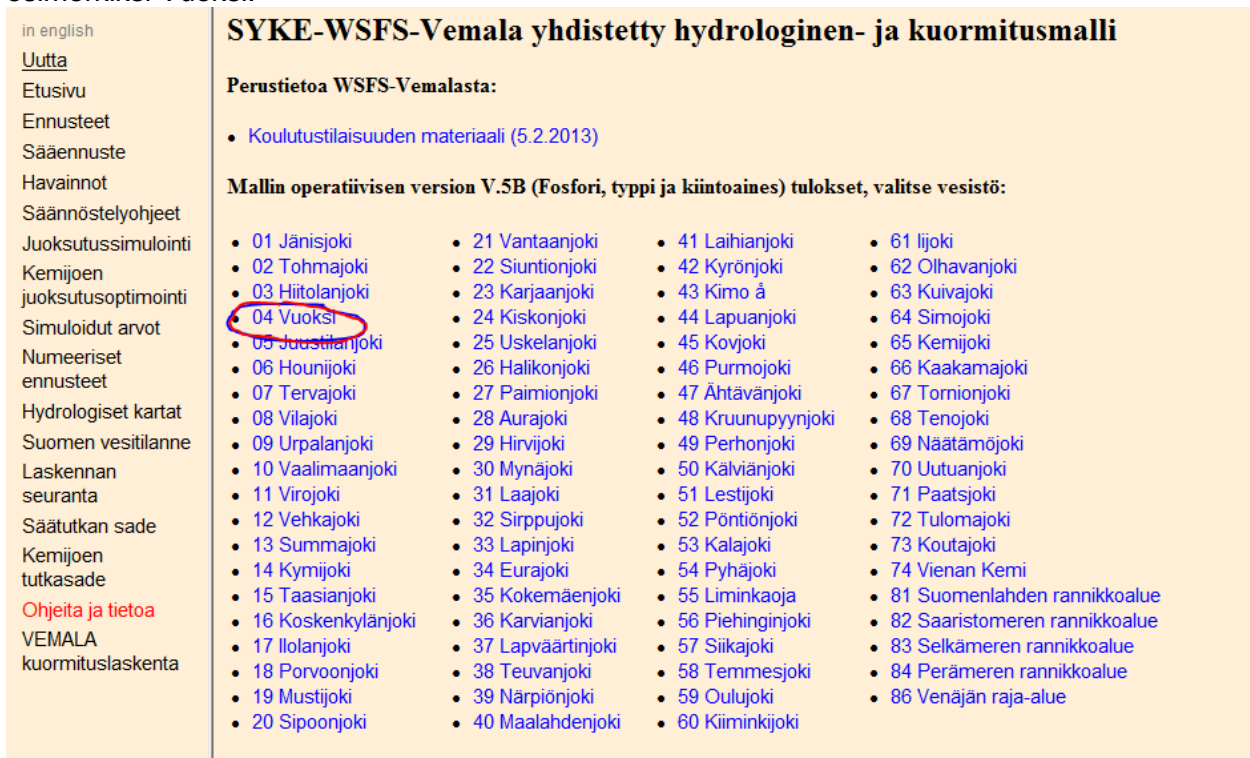 in english
Uutta
Etusivu
Ennusteet
Sääennuste
Havainnot
Säännöstelyohjeet
Juoksutussimulointi
Kemijoen
juoksutusoptimointi
Simuloidut arvot
Numeeriset
ennusteet
Hydrologiset kartat
Suomen vesitilanne
Laskennan
seuranta
Säätutkan sade
Kemijoen
tutkasade
Ohjeita ja tietoa
VEMALA
kuormituslaskenta
SYKE-WSFS-Vemala yhdistetty hydrologinen- ja kuormitusmalli
Perustietoa WSFS-Vemalasta:
• Koulutustilaisuuden materiaali (5.2.2013)
Mallin operatiivisen version V.5B (Fosfori, typpi ja kiintoaines) tulokset, valitse vesistö:
• 01 Jänisjoki
• 02 Tohmajoki
• 03 Hiitolanjoki
• 04 Vuoksi
• 05 Juustilanjoki
• 06 Hounijoki
• 07 Tervajoki
• 08 Vilajoki
• 09 Urpalanjoki
• 10 Vaalimaanjoki
• 11 Virojoki
• 12 Vehkajoki
• 13 Summajoki
• 14 Kymijoki
• 15 Taasianjoki
• 16 Koskenkylänjoki
• 17 Ilolanjoki
• 18 Porvoonjoki
• 19 Mustijoki
• 20 Sipoonjoki
• 21 Vantaanjoki
• 22 Siuntionjoki
• 23 Karjaanjoki
• 24 Kiskonjoki
• 25 Uskelanjoki
• 26 Halikonjoki
• 27 Paimionjoki
• 28 Aurajoki
• 29 Hirvijoki
• 30 Mynäjoki
• 31 Laajoki
• 32 Sirppujoki
• 33 Lapinjoki
• 34 Eurajoki
• 35 Kokemäenjoki
• 36 Karvianjoki
• 37 Lapväärtinjoki
• 38 Teuvanjoki
• 39 Närpiönjoki
• 40 Maalahdenjoki
• 41 Laihianjoki
• 42 Kyrönjoki
• 43 Kimo å
• 44 Lapuanjoki
• 45 Kovjoki
• 46 Purmojoki
• 47 Ähtävänjoki
• 48 Kruunupyynjoki
• 49 Perhonjoki
• 50 Kälviänjoki
• 51 Lestijoki
• 52 Pöntiönjoki
• 53 Kalajoki
• 54 Pyhäjoki
• 55 Liminkaoja
• 56 Piehinginjoki
• 57 Siikajoki
• 58 Temmesjoki
• 59 Oulujoki
• 60 Kiiminkijoki
• 61 Iijoki
• 62 Olhavanjoki
• 63 Kuivajoki
• 64 Simojoki
• 65 Kemijoki
• 66 Kaakamajoki
• 67 Tornionjoki
• 68 Tenojoki
• 69 Näätämöjoki
• 70 Uutuanjoki
• 71 Paatsjoki
• 72 Tulomajoki
• 73 Koutajoki
• 74 Vienan Kemi
• 81 Suomenlahden rannikkoalue
• 82 Saaristomeren rannikkoalue
• 83 Selkämeren rannikkoalue
• 84 Perämeren rannikkoalue
• 86 Venäjän raja-alue